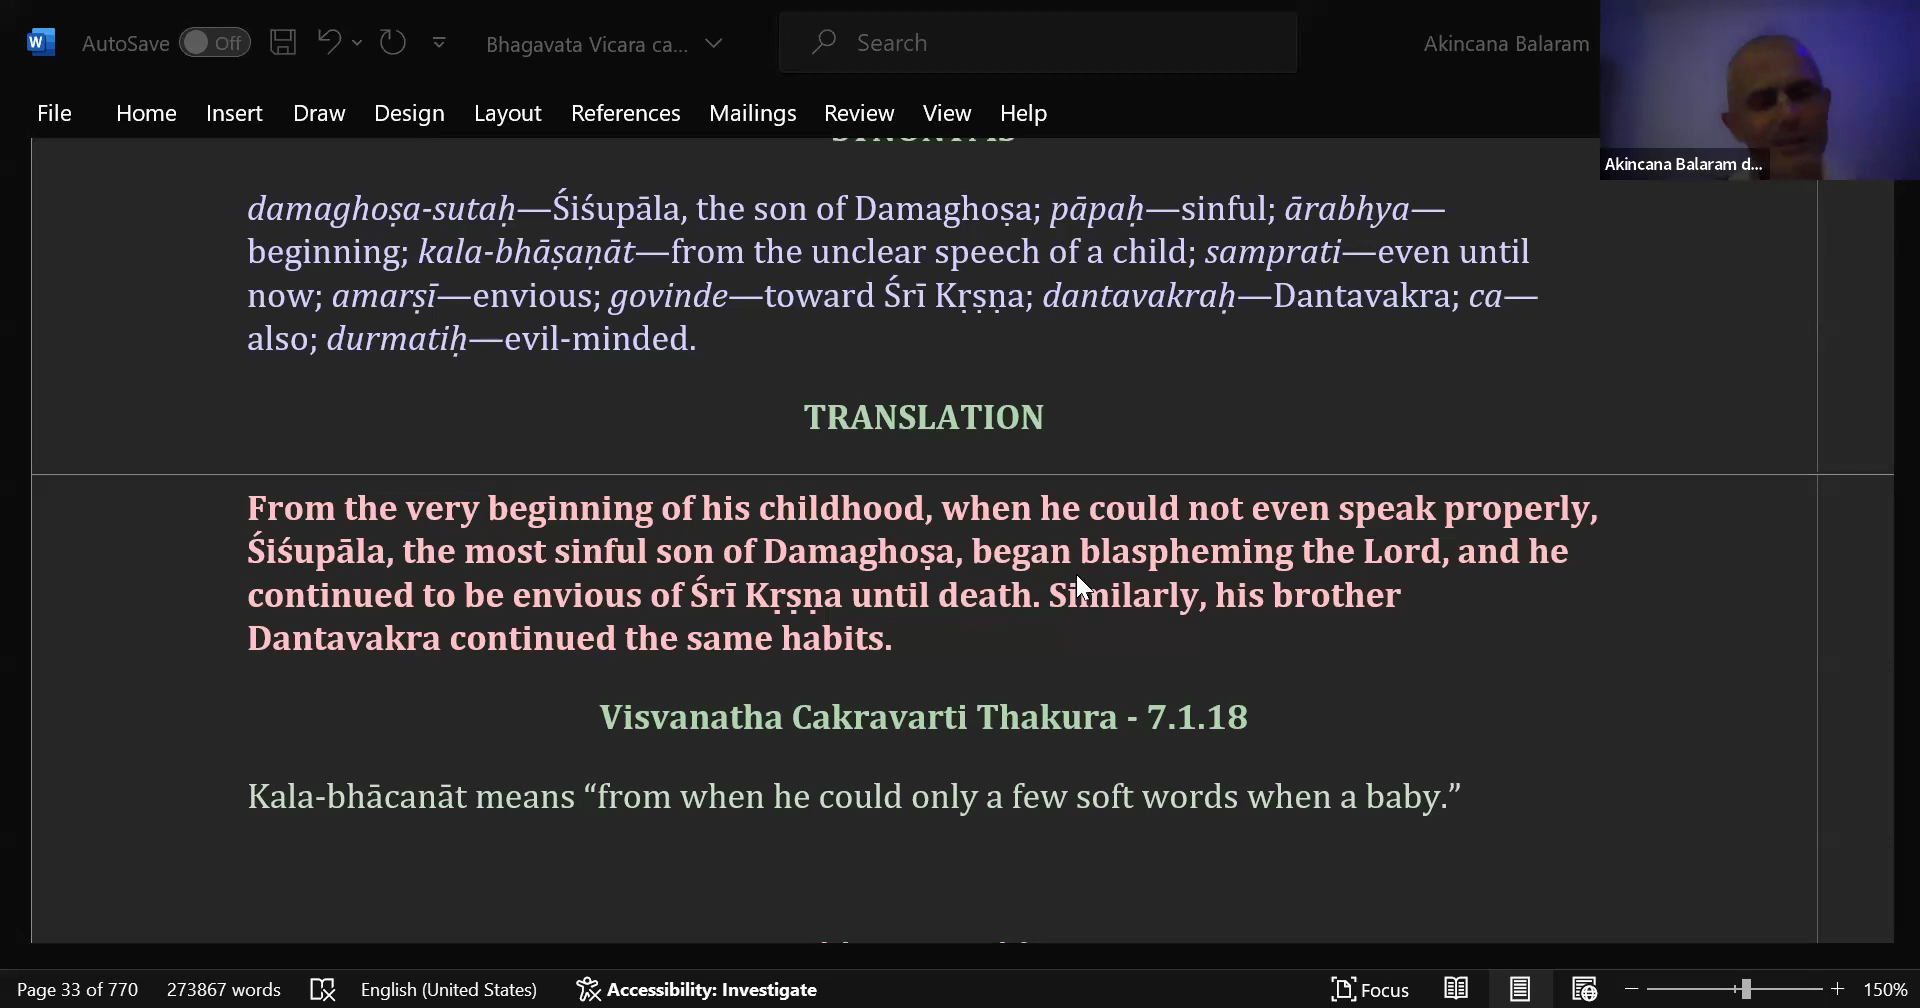 W AutoSave Off Bhagavata Vicara ca... Search Akincana Balaram
File Home Insert Draw Design Layout References Mailings Review View Help
Akincana Balaram d...
SYNONYMS
damaghoṣa-sutaḥ—Śiśupāla, the son of Damaghoṣa; pāpaḥ—sinful; ārabhya—
beginning; kala-bhāṣaṇāt—from the unclear speech of a child; samprati—even until
now; amarṣī—envious; govinde—toward Śrī Kṛṣṇa; dantavakraḥ—Dantavakra; ca—
also; durmatiḥ—evil-minded.
TRANSLATION
From the very beginning of his childhood, when he could not even speak properly,
Śiśupāla, the most sinful son of Damaghoṣa, began blaspheming the Lord, and he
continued to be envious of Śrī Kṛṣṇa until death. Similarly, his brother
Dantavakra continued the same habits.
Visvanatha Cakravarti Thakura - 7.1.18
Kala-bhācanāt means “from when he could only a few soft words when a baby.”
Page 33 of 770 273867 words English (United States) Accessibility: Investigate Focus 150%